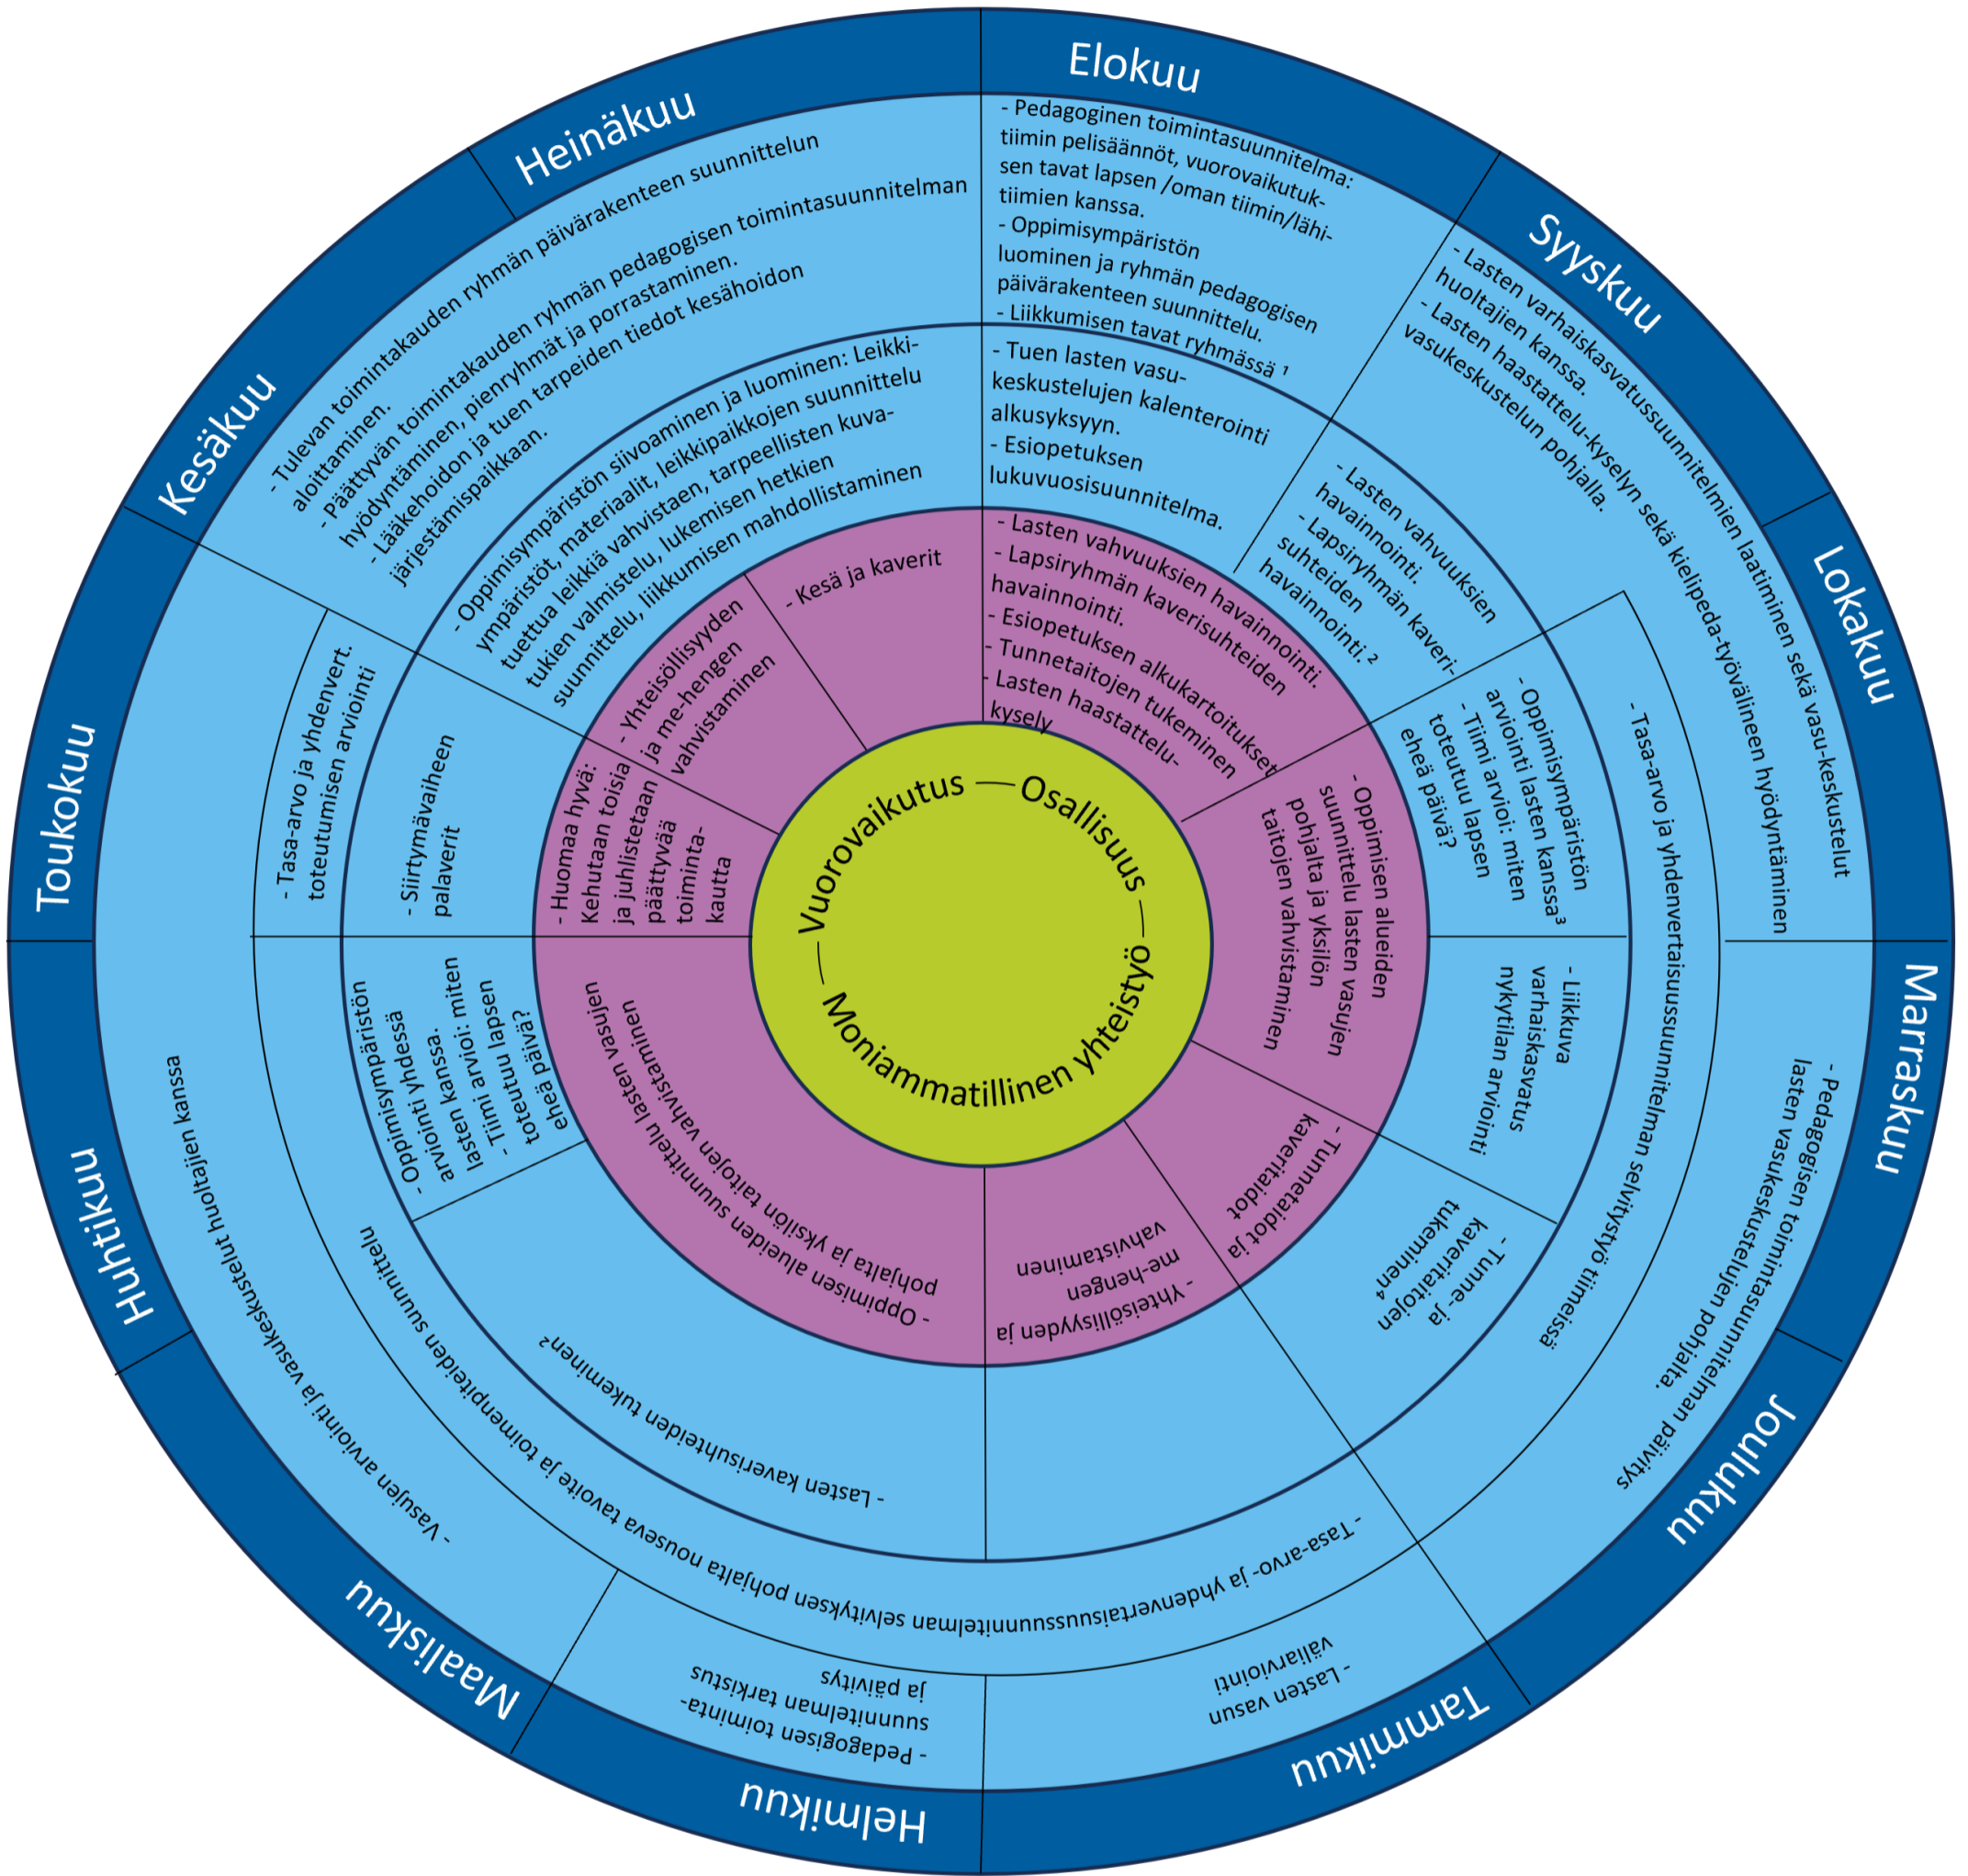 Elokuu
Syyskuu
Lokakuu
Marraskuu
Joulukuu
Tammikuu
Helmikuu
Maaliskuu
Huhtikuu
Toukokuu
Kesäkuu
Heinäkuu
- Pedagoginen toimintasuunnitelma:
tiimin pelisäännöt, vuorovaikutuk-
sen tavat lapsen /oman tiimin/lähi-
tiimien kanssa.
- Oppimisympäristön
luominen ja ryhmän pedagogisen
päivärakenteen suunnittelu.
- Liikkumisen tavat ryhmässä ¹
- Lasten varhaiskasvatussuunnitelmien laatiminen sekä vasu-keskustelut
huoltajien kanssa.
- Lasten haastattelu-kyselyn sekä kielipeda-työvälineen hyödyntäminen
vasukeskustelun pohjalla.
- Pedagogisen toimintasuunnitelman päivitys
lasten vasukeskustelujen pohjalta.
- Lasten vasun
väliarviointi
- Pedagogisen toiminta-
suunnitelman tarkistus
ja päivitys
- Vasujen arviointi ja vasukeskustelut huoltajien kanssa
- Tulevan toimintakauden ryhmän päivärakenteen suunnittelun
aloittaminen.
- Päättyvän toimintakauden ryhmän pedagogisen toimintasuunnitelman
hyödyntäminen, pienryhmät ja porrastaminen.
- Lääkehoidon ja tuen tarpeiden tiedot kesähoidon
järjestämispaikkaan.
- Tasa-arvo ja yhdenvertaisuussuunnitelman selvitystyö tiimeissä
- Tasa-arvo- ja yhdenvertaisuussuunnitelman selvityksen pohjalta nouseva tavoite ja toimenpiteiden suunnittelu
- Tasa-arvo ja yhdenvert.
toteutumisen arviointi
- Tuen lasten vasu-
keskustelujen kalenterointi
alkusyksyyn.
- Esiopetuksen
lukuvuosisuunnitelma.
- Lasten vahvuuksien
havainnointi.
- Lapsiryhmän kaveri-
suhteiden
havainnointi. ²
- Oppimisympäristön
arviointi lasten kanssa³
- Tiimi arvioi: miten
toteutuu lapsen
eheä päivä?
- Liikkuva
varhaiskasvatus
nykytilan arviointi
- Tunne- ja
kaveritaitojen
tukeminen⁴
- Lasten kaverisuhteiden tukeminen²
- Oppimisympäristön
arviointi yhdessä
lasten kanssa.
- Tiimi arvioi: miten
toteutuu lapsen
eheä päivä?
- Siirtymävaiheen
palaverit
- Oppimisympäristön siivoaminen ja luominen: Leikki-
ympäristöt, materiaalit, leikkipaikkojen suunnittelu
tuettua leikkiä vahvistaen, tarpeellisten kuva-
tukien valmistelu, lukemisen hetkien
suunnittelu, liikkumisen mahdollistaminen
- Lasten vahvuuksien havainnointi.
- Lapsiryhmän kaverisuhteiden
havainnointi.
- Esiopetuksen alkukartoitukset
- Tunnetaitojen tukeminen
- Lasten haastattelu-
kysely
- Oppimisen alueiden
suunnittelu lasten vasujen
pohjalta ja yksilön
taitojen vahvistaminen
- Tunnetaidot ja
kaveritaidot
- Yhteisöllisyyden ja
me-hengen
vahvistaminen
- Oppimisen alueiden suunnittelu lasten vasujen
pohjalta ja yksilön taitojen vahvistaminen
- Huomaa hyvä:
Kehutaan toisia
ja juhlistetaan
päättyvää
toiminta-
kautta
- Yhteisöllisyyden
ja me-hengen
vahvistaminen
- Kesä ja kaverit
Vuorovaikutus — Osallisuus —
Moniammatillinen yhteistyö —